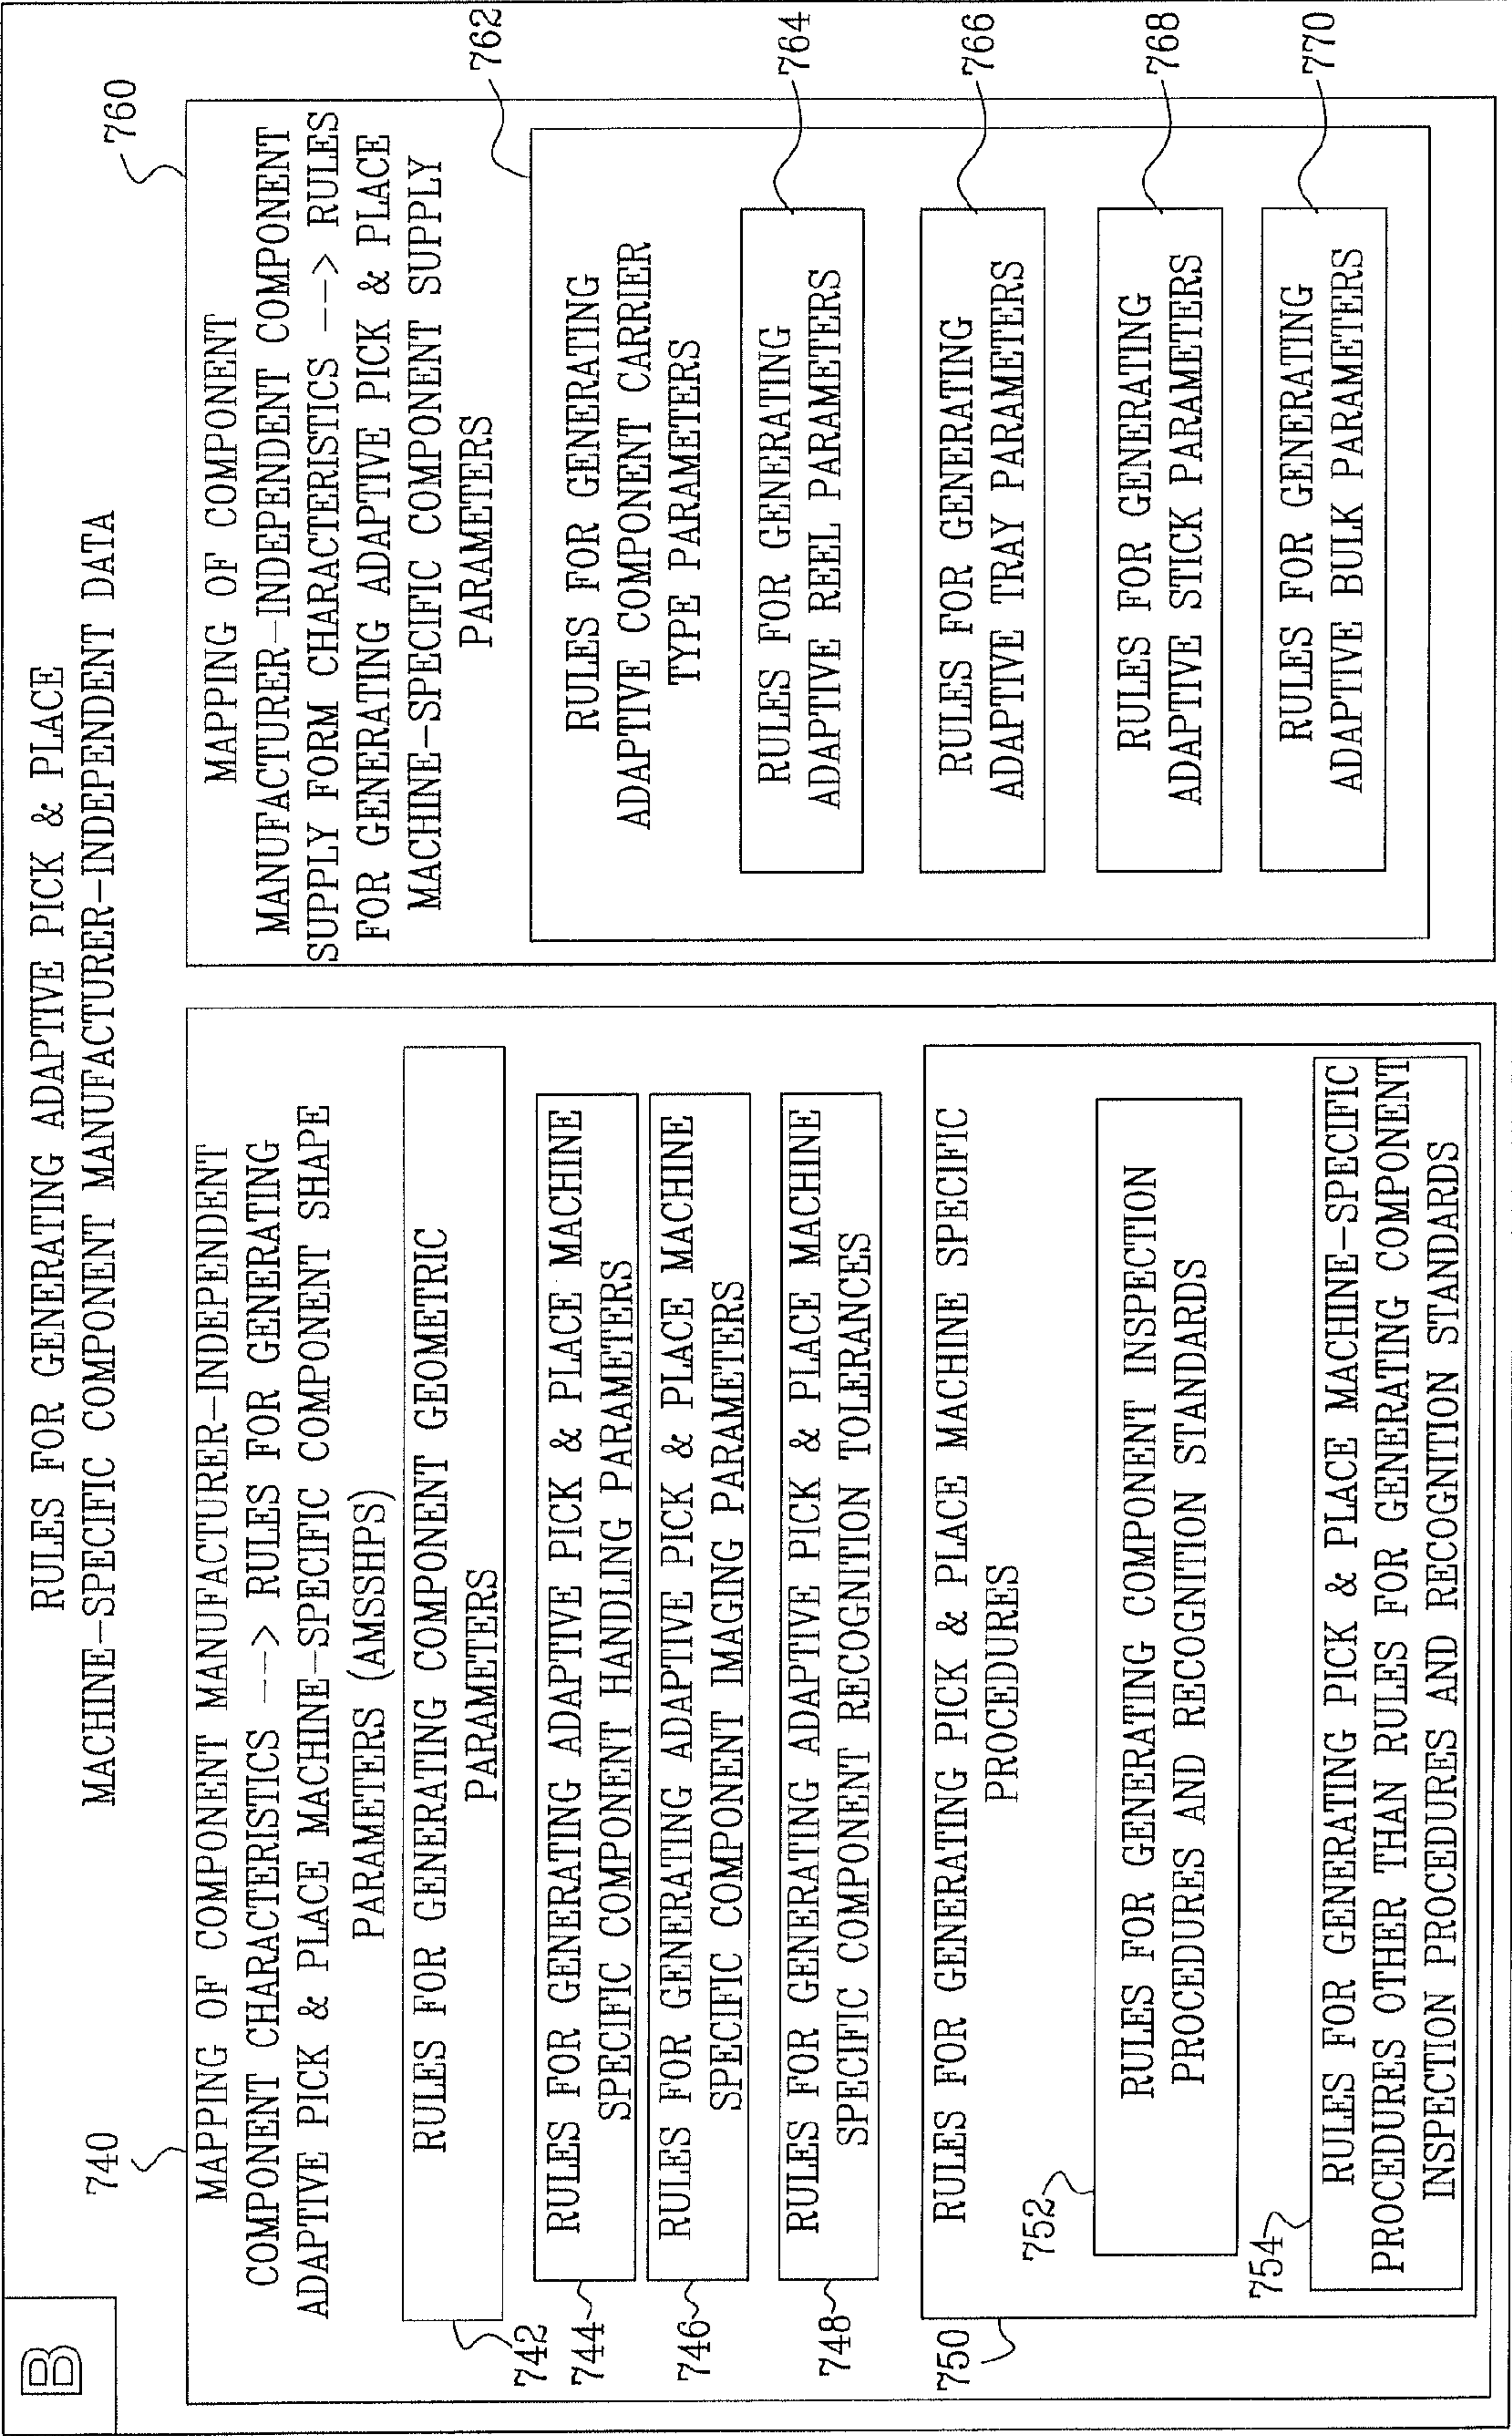 B
RULES FOR GENERATING ADAPTIVE PICK & PLACE
MACHINE-SPECIFIC COMPONENT MANUFACTURER-INDEPENDENT DATA
740
MAPPING OF COMPONENT MANUFACTURER-INDEPENDENT
COMPONENT CHARACTERISTICS --> RULES FOR GENERATING
ADAPTIVE PICK & PLACE MACHINE-SPECIFIC COMPONENT SHAPE
PARAMETERS (AMSSHPS)
742
RULES FOR GENERATING COMPONENT GEOMETRIC
PARAMETERS
744
RULES FOR GENERATING ADAPTIVE PICK & PLACE MACHINE
SPECIFIC COMPONENT HANDLING PARAMETERS
746
RULES FOR GENERATING ADAPTIVE PICK & PLACE MACHINE
SPECIFIC COMPONENT IMAGING PARAMETERS
748
RULES FOR GENERATING ADAPTIVE PICK & PLACE MACHINE
SPECIFIC COMPONENT RECOGNITION TOLERANCES
750
RULES FOR GENERATING PICK & PLACE MACHINE SPECIFIC
PROCEDURES
752
RULES FOR GENERATING COMPONENT INSPECTION
PROCEDURES AND RECOGNITION STANDARDS
754
RULES FOR GENERATING PICK & PLACE MACHINE-SPECIFIC
PROCEDURES OTHER THAN RULES FOR GENERATING COMPONENT
INSPECTION PROCEDURES AND RECOGNITION STANDARDS
760
MAPPING OF COMPONENT
MANUFACTURER-INDEPENDENT COMPONENT
SUPPLY FORM CHARACTERISTICS --> RULES
FOR GENERATING ADAPTIVE PICK & PLACE
MACHINE-SPECIFIC COMPONENT SUPPLY
PARAMETERS
762
RULES FOR GENERATING
ADAPTIVE COMPONENT CARRIER
TYPE PARAMETERS
764
RULES FOR GENERATING
ADAPTIVE REEL PARAMETERS
766
RULES FOR GENERATING
ADAPTIVE TRAY PARAMETERS
768
RULES FOR GENERATING
ADAPTIVE STICK PARAMETERS
770
RULES FOR GENERATING
ADAPTIVE BULK PARAMETERS